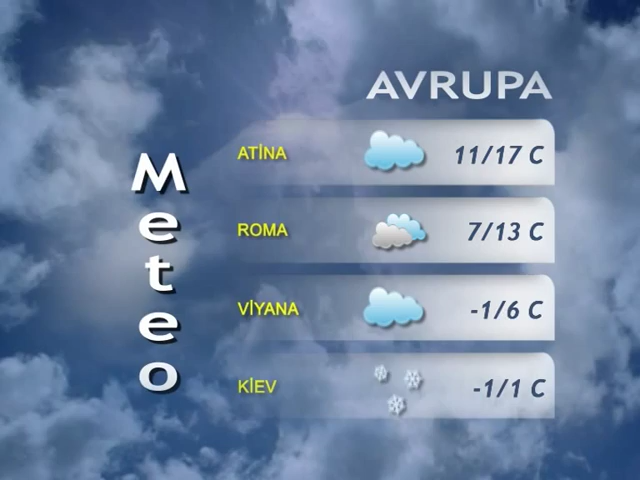 AVRUPA
Meteo
ATİNA 11/17 C
ROMA 7/13 C
VİYANA -1/6 C
KİEV -1/1 C